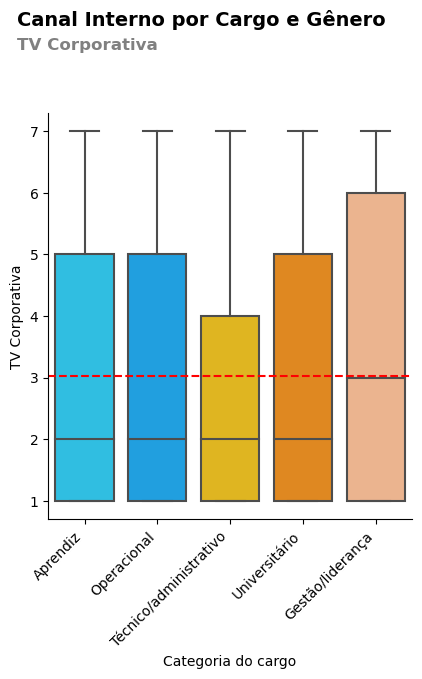 Canal Interno por Cargo e Gênero
TV Corporativa
7
6
5
4
3
2
1
TV Corporativa
Aprendiz
Operacional
Técnico/administrativo
Universitário
Gestão/liderança
Categoria do cargo